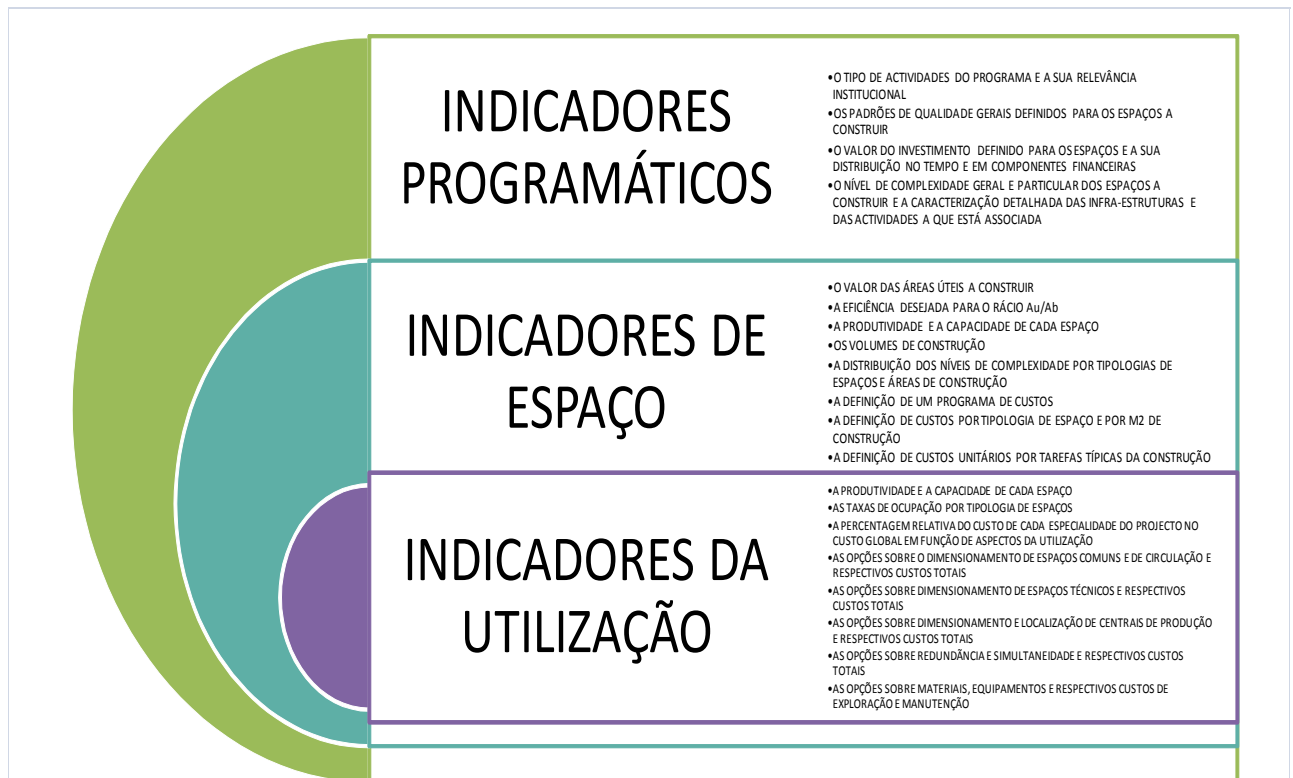 INDICADORES
PROGRAMÁTICOS
•O TIPO DE ACTIVIDADES DO PROGRAMA E A SUA RELEVÂNCIA
INSTITUCIONAL
•OS PADRÕES DE QUALIDADE GERAIS DEFINIDOS PARA OS ESPAÇOS A
CONSTRUIR
•O VALOR DO INVESTIMENTO DEFINIDO PARA OS ESPAÇOS E A SUA
DISTRIBUIÇÃO NO TEMPO E EM COMPONENTES FINANCEIRAS
•O NÍVEL DE COMPLEXIDADE GERAL E PARTICULAR DOS ESPAÇOS A
CONSTRUIR E A CARACTERIZAÇÃO DETALHADA DAS INFRA-ESTRUTURAS E
DAS ACTIVIDADES A QUE ESTÁ ASSOCIADA
INDICADORES DE
ESPAÇO
•O VALOR DAS ÁREAS ÚTEIS A CONSTRUIR
•A EFICIÊNCIA DESEJADA PARA O RÁCIO Au/Ab
•A PRODUTIVIDADE E A CAPACIDADE DE CADA ESPAÇO
•OS VOLUMES DE CONSTRUÇÃO
•A DISTRIBUIÇÃO DOS NÍVEIS DE COMPLEXIDADE POR TIPOLOGIAS DE
ESPAÇOS E ÁREAS DE CONSTRUÇÃO
•A DEFINIÇÃO DE UM PROGRAMA DE CUSTOS
•A DEFINIÇÃO DE CUSTOS POR TIPOLOGIA DE ESPAÇO E POR M2 DE
CONSTRUÇÃO
•A DEFINIÇÃO DE CUSTOS UNITÁRIOS POR TAREFAS TÍPICAS DA CONSTRUÇÃO
INDICADORES DA
UTILIZAÇÃO
•A PRODUTIVIDADE E A CAPACIDADE DE CADA ESPAÇO
•AS TAXAS DE OCUPAÇÃO POR TIPOLOGIA DE ESPAÇOS
•A PERCENTAGEM RELATIVA DO CUSTO DE CADA ESPECIALIDADE DO PROJECTO NO
CUSTO GLOBAL EM FUNÇÃO DE ASPECTOS DA UTILIZAÇÃO
•AS OPÇÕES SOBRE O DIMENSIONAMENTO DE ESPAÇOS COMUNS E DE CIRCULAÇÃO E
RESPECTIVOS CUSTOS TOTAIS
•AS OPÇÕES SOBRE DIMENSIONAMENTO DE ESPAÇOS TÉCNICOS E RESPECTIVOS
CUSTOS TOTAIS
•AS OPÇÕES SOBRE DIMENSIONAMENTO E LOCALIZAÇÃO DE CENTRAIS DE PRODUÇÃO
E RESPECTIVOS CUSTOS TOTAIS
•AS OPÇÕES SOBRE REDUNDÂNCIA E SIMULTANEIDADE E RESPECTIVOS CUSTOS
TOTAIS
•AS OPÇÕES SOBRE MATERIAIS, EQUIPAMENTOS E RESPECTIVOS CUSTOS DE
EXPLORAÇÃO E MANUTENÇÃO